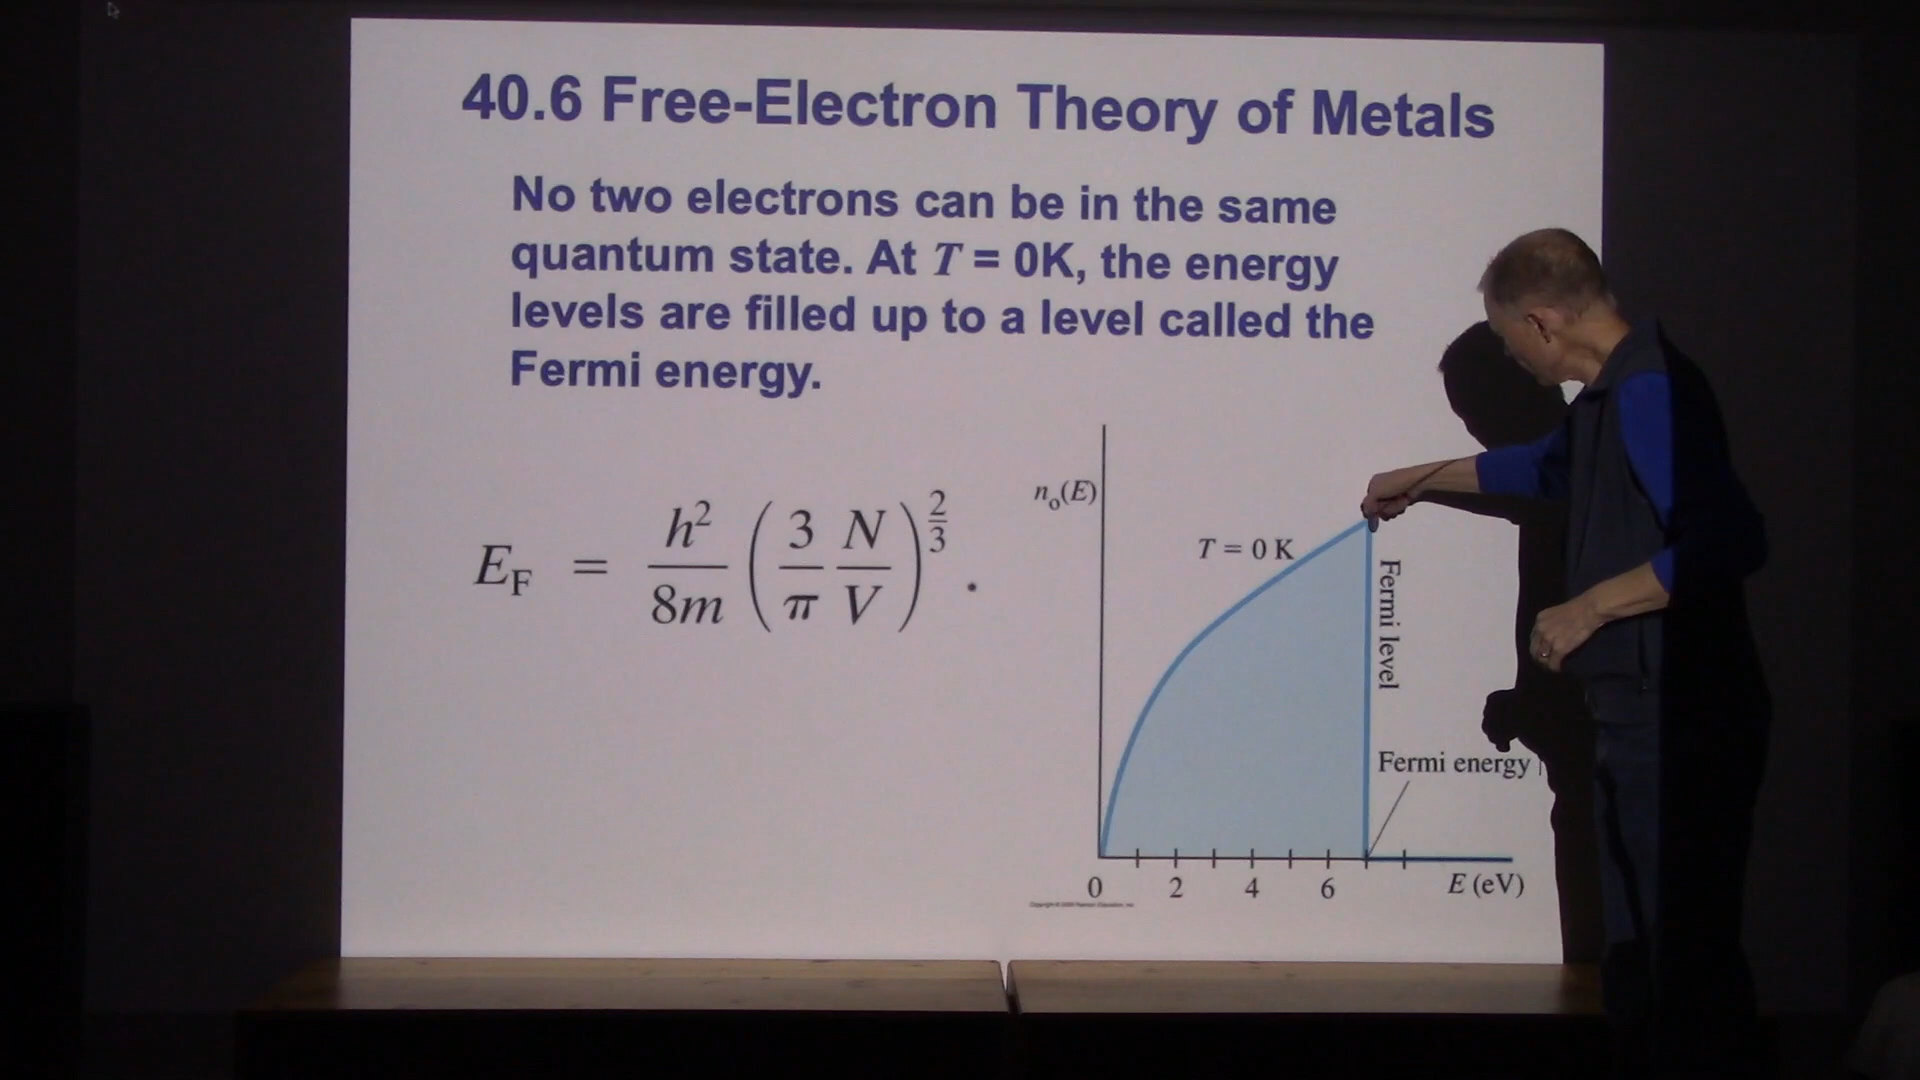 40.6 Free-Electron Theory of Metals
No two electrons can be in the same
quantum state. At T = 0K, the energy
levels are filled up to a level called the
Fermi energy.
E_F = h²/8m (3/π N/V)^(2/3) .
nₒ(E)
T = 0 K
Fermi level
Fermi energy
0 2 4 6 E (eV)